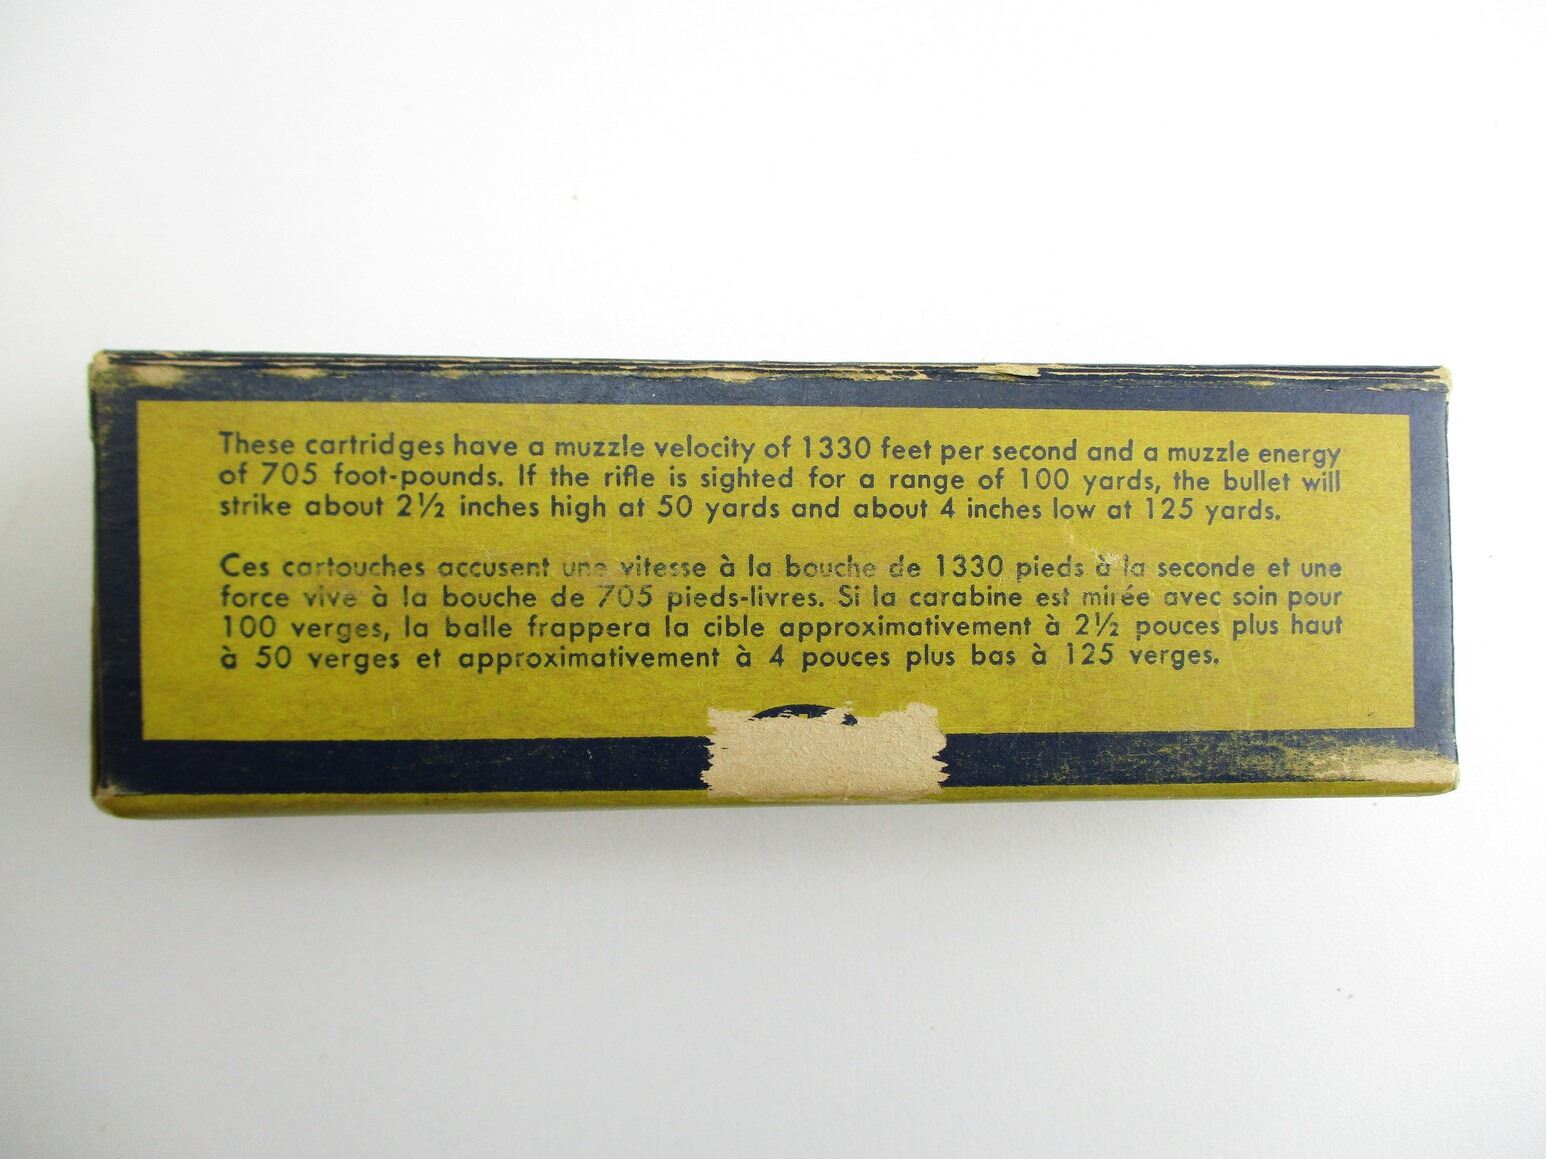 These cartridges have a muzzle velocity of 1330 feet per second and a muzzle energy
of 705 foot-pounds. If the rifle is sighted for a range of 100 yards, the bullet will
strike about 2½ inches high at 50 yards and about 4 inches low at 125 yards.
Ces cartouches accusent une vitesse à la bouche de 1330 pieds à la seconde et une
force vive à la bouche de 705 pieds-livres. Si la carabine est mirée avec soin pour
100 verges, la balle frappera la cible approximativement à 2½ pouces plus haut
à 50 verges et approximativement à 4 pouces plus bas à 125 verges.